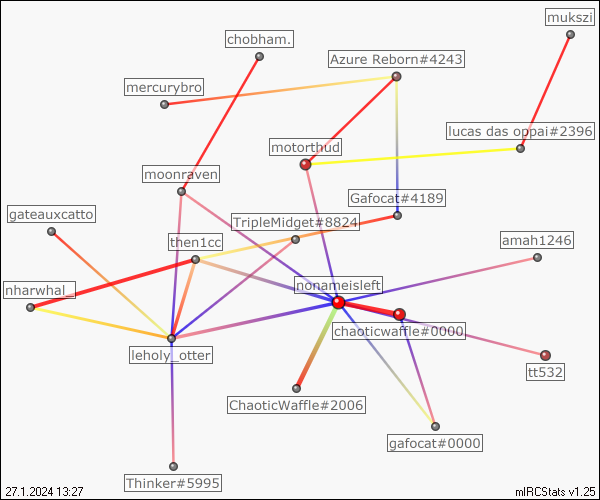 mukszi
chobham.
Azure Reborn#4243
mercurybro
lucas das oppai#2396
motorthud
moonraven
Gafocat#4189
gateauxcatto
TripleMidget#8824
then1cc
amah1246
nonameisleft
nharwhal_
chaoticwaffle#0000
leholy_otter
tt532
ChaoticWaffle#2006
gafocat#0000
Thinker#5995
27.1.2024 13:27
mIRCStats v1.25